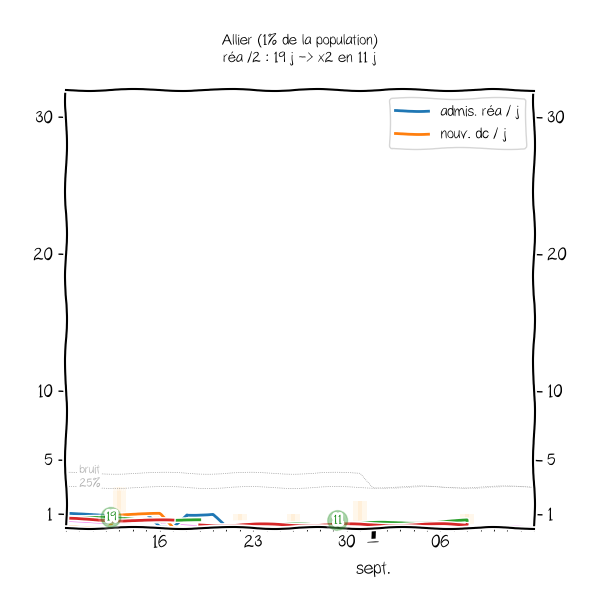 Allier (1% de la population)
réa /2 : 19 j -> x2 en 11 j
admis. réa / j
nouv. dc / j
30
30
20
20
10
10
5
5
bruit
25%
1
1
19
11
16
23
30
06
sept.